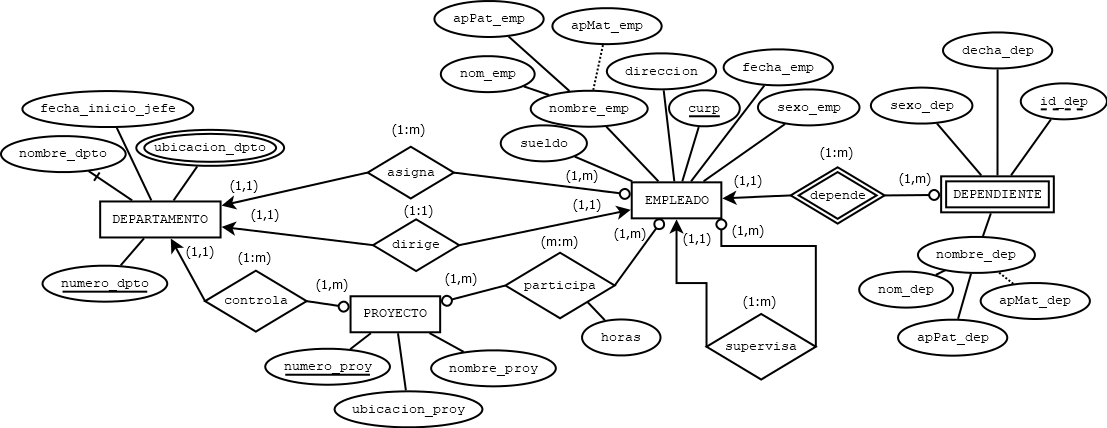 apPat_emp
apMat_emp
nom_emp
direccion
fecha_emp
decha_dep
fecha_inicio_jefe
nombre_emp
curp
sexo_emp
sexo_dep
id_dep
nombre_dpto
ubicacion_dpto
(1:m)
sueldo
(1:m)
asigna
(1,1)
(1,m)
EMPLEADO
(1,1)
depende
(1,m)
DEPENDIENTE
DEPARTAMENTO
(1,1)
(1:1)
(1,1)
dirige
(1,m)
(1,1)
(1,m)
(1,1)
(1:m)
(m:m)
nombre_dep
numero_dpto
controla
(1,m)
(1,m)
participa
nom_dep
apMat_dep
(1:m)
PROYECTO
horas
supervisa
apPat_dep
numero_proy
nombre_proy
ubicacion_proy